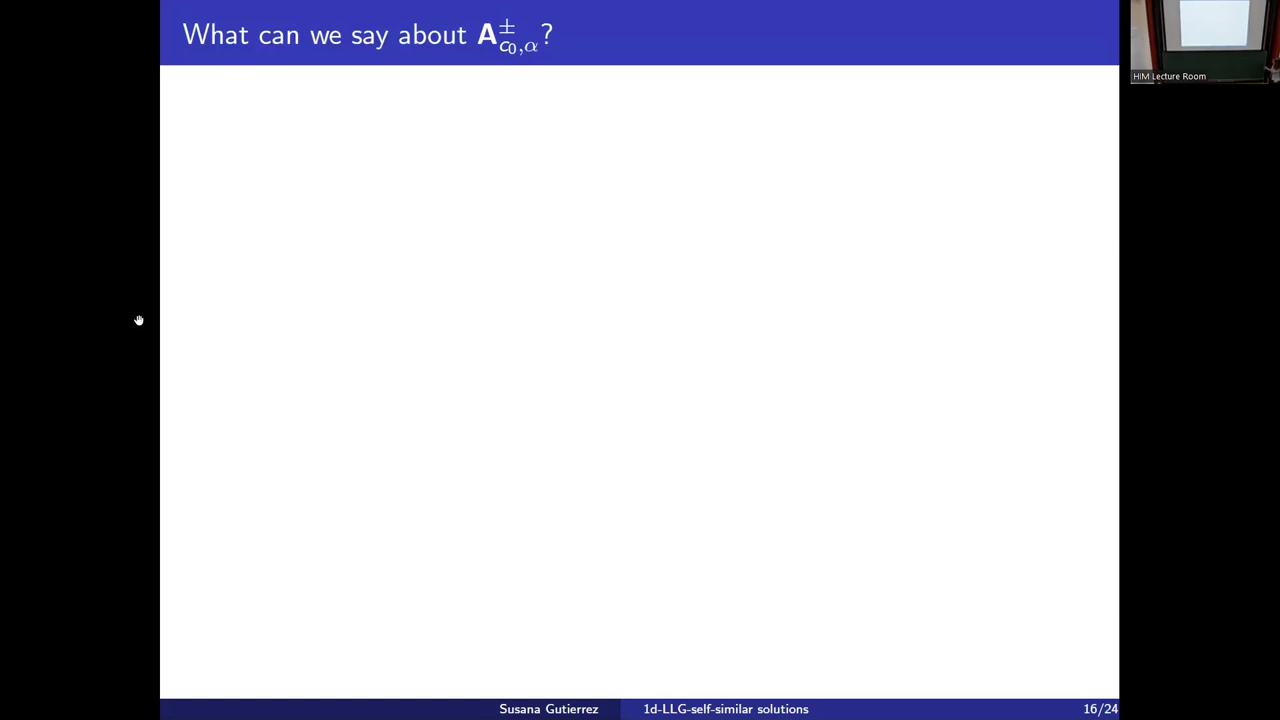 What can we say about A±c0,α?
HIM Lecture Room
Susana Gutierrez
1d-LLG-self-similar solutions
16/24